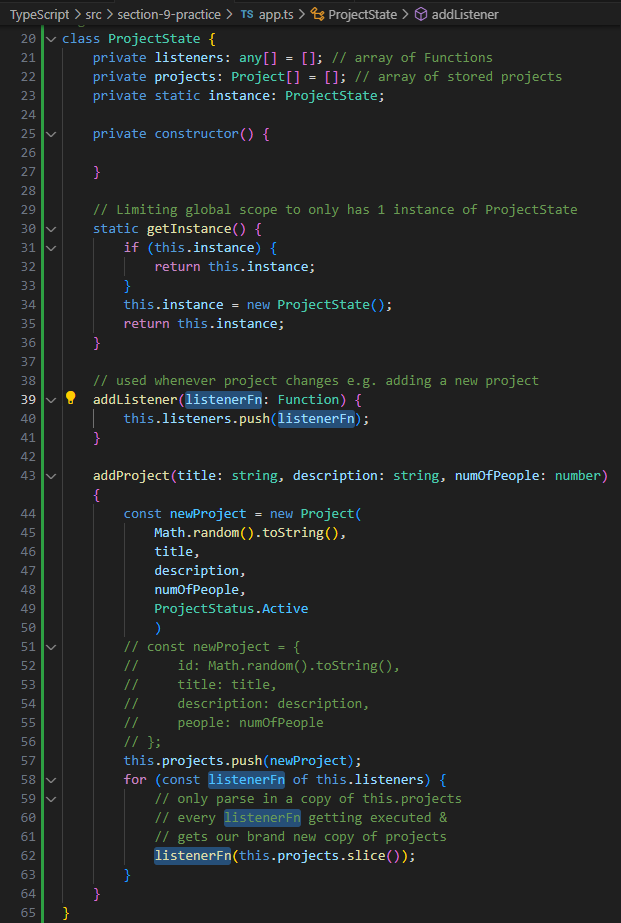 TypeScript > src > section-9-practice > TS app.ts > ProjectState > addListener
20 class ProjectState {
21     private listeners: any[] = []; // array of Functions
22     private projects: Project[] = []; // array of stored projects
23     private static instance: ProjectState;
24
25     private constructor() {
26
27     }
28
29     // Limiting global scope to only has 1 instance of ProjectState
30     static getInstance() {
31         if (this.instance) {
32             return this.instance;
33         }
34         this.instance = new ProjectState();
35         return this.instance;
36     }
37
38     // used whenever project changes e.g. adding a new project
39     addListener(listenerFn: Function) {
40         this.listeners.push(listenerFn);
41     }
42
43     addProject(title: string, description: string, numOfPeople: number)
    {
44         const newProject = new Project(
45             Math.random().toString(),
46             title,
47             description,
48             numOfPeople,
49             ProjectStatus.Active
50             )
51         // const newProject = {
52         //     id: Math.random().toString(),
53         //     title: title,
54         //     description: description,
55         //     people: numOfPeople
56         // };
57         this.projects.push(newProject);
58         for (const listenerFn of this.listeners) {
59             // only parse in a copy of this.projects
60             // every listenerFn getting executed &
61             // gets our brand new copy of projects
62             listenerFn(this.projects.slice());
63         }
64     }
65 }